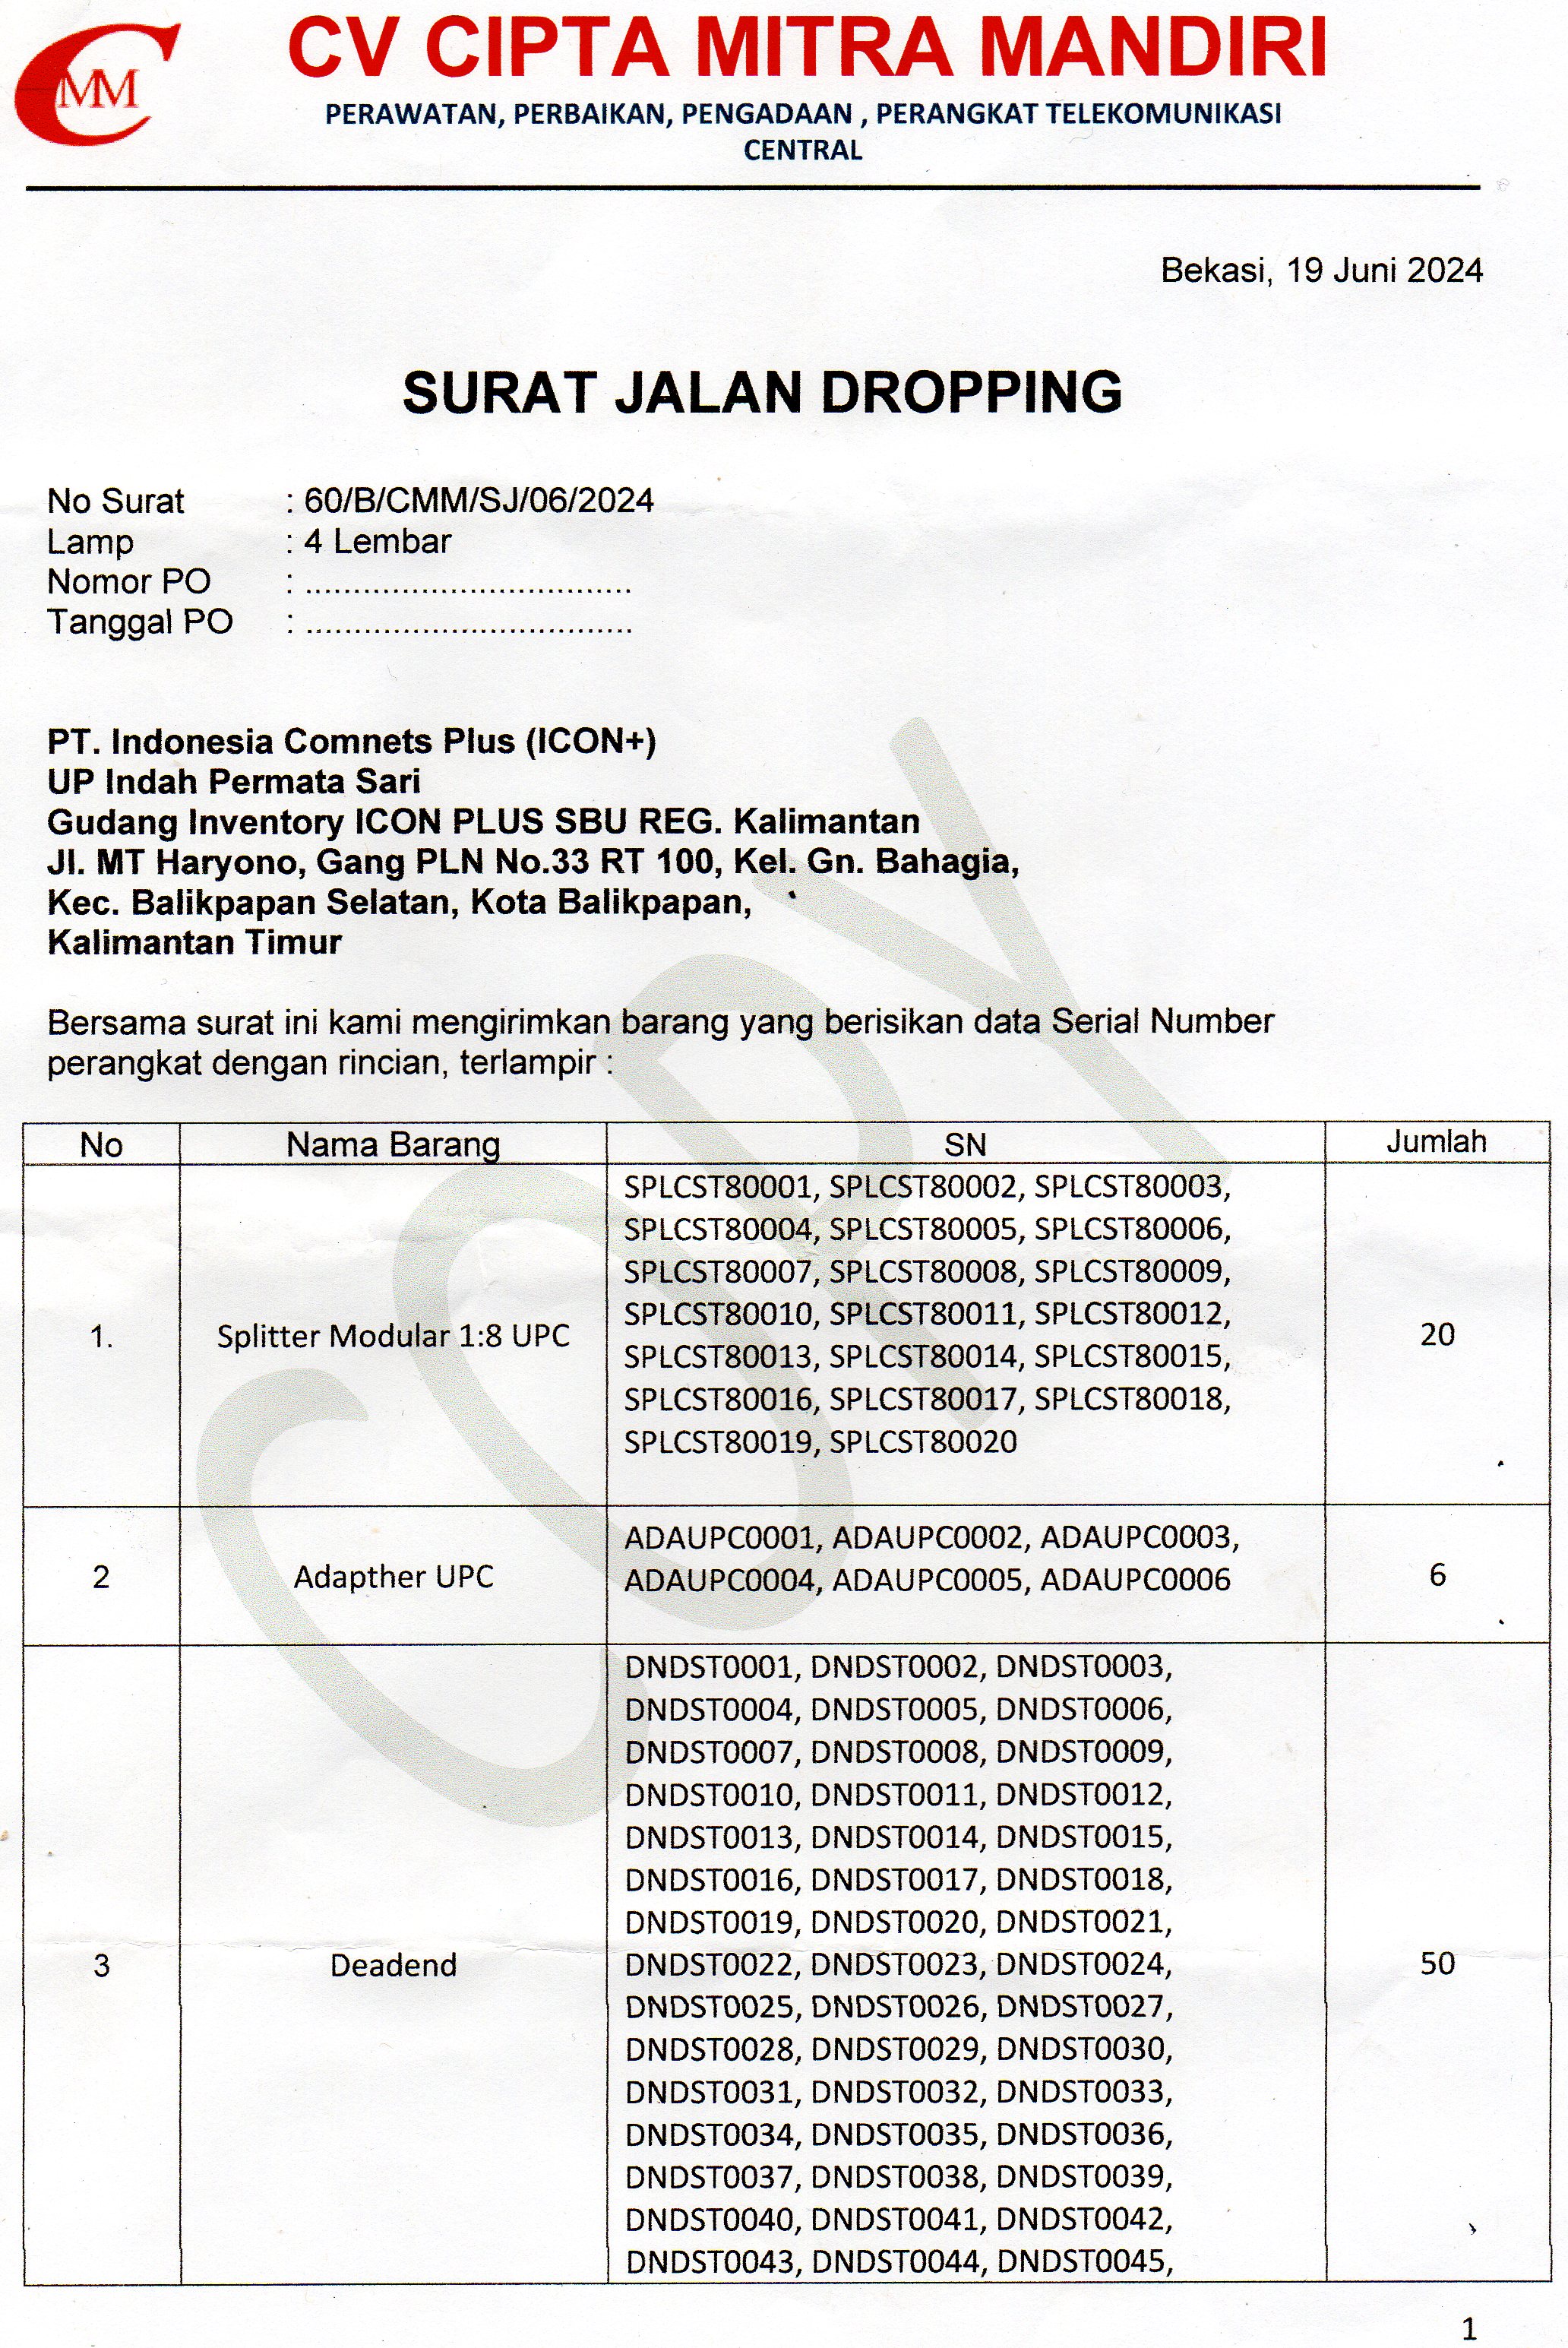 CMM
CV CIPTA MITRA MANDIRI
PERAWATAN, PERBAIKAN, PENGADAAN , PERANGKAT TELEKOMUNIKASI
CENTRAL
Bekasi, 19 Juni 2024
SURAT JALAN DROPPING
No Surat : 60/B/CMM/SJ/06/2024
Lamp : 4 Lembar
Nomor PO : ..................................
Tanggal PO : ..................................
PT. Indonesia Comnets Plus (ICON+)
UP Indah Permata Sari
Gudang Inventory ICON PLUS SBU REG. Kalimantan
Jl. MT Haryono, Gang PLN No.33 RT 100, Kel. Gn. Bahagia,
Kec. Balikpapan Selatan, Kota Balikpapan,
Kalimantan Timur
Bersama surat ini kami mengirimkan barang yang berisikan data Serial Number
perangkat dengan rincian, terlampir :
COPY
No Nama Barang SN Jumlah
SPLCST80001, SPLCST80002, SPLCST80003,
SPLCST80004, SPLCST80005, SPLCST80006,
SPLCST80007, SPLCST80008, SPLCST80009,
SPLCST80010, SPLCST80011, SPLCST80012,
1. Splitter Modular 1:8 UPC 20
SPLCST80013, SPLCST80014, SPLCST80015,
SPLCST80016, SPLCST80017, SPLCST80018,
SPLCST80019, SPLCST80020
ADAUPC0001, ADAUPC0002, ADAUPC0003,
2 Adapther UPC ADAUPC0004, ADAUPC0005, ADAUPC0006 6
DNDST0001, DNDST0002, DNDST0003,
DNDST0004, DNDST0005, DNDST0006,
DNDST0007, DNDST0008, DNDST0009,
DNDST0010, DNDST0011, DNDST0012,
DNDST0013, DNDST0014, DNDST0015,
DNDST0016, DNDST0017, DNDST0018,
DNDST0019, DNDST0020, DNDST0021,
3 Deadend DNDST0022, DNDST0023, DNDST0024, 50
DNDST0025, DNDST0026, DNDST0027,
DNDST0028, DNDST0029, DNDST0030,
DNDST0031, DNDST0032, DNDST0033,
DNDST0034, DNDST0035, DNDST0036,
DNDST0037, DNDST0038, DNDST0039,
DNDST0040, DNDST0041, DNDST0042,
DNDST0043, DNDST0044, DNDST0045,
1